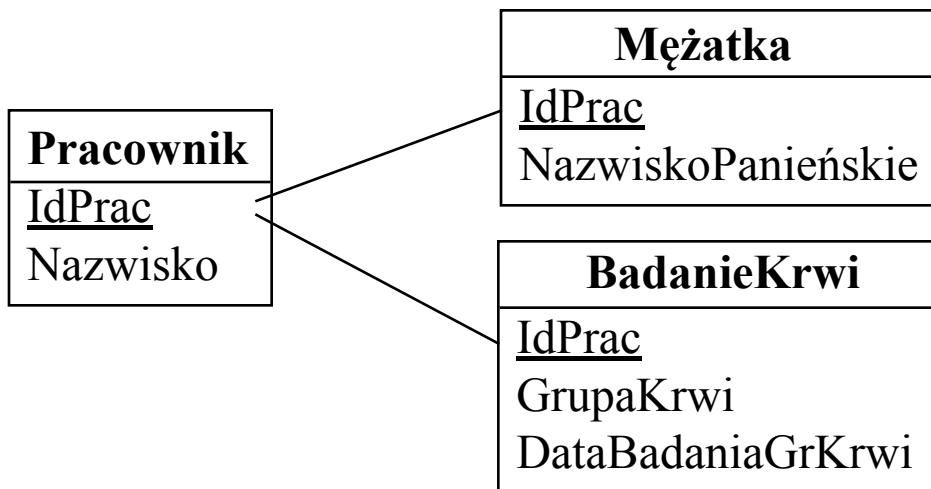 Pracownik
IdPrac
Nazwisko
Mężatka
IdPrac
NazwiskoPanieńskie
BadanieKrwi
IdPrac
GrupaKrwi
DataBadaniaGrKrwi